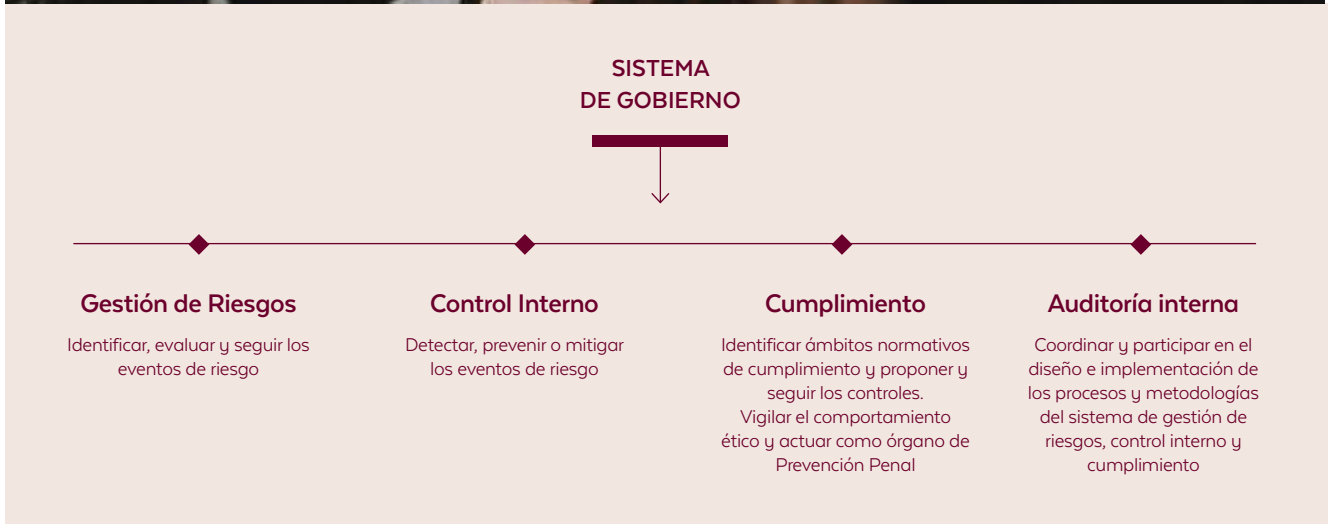 SISTEMA
DE GOBIERNO
Gestión de Riesgos
Identificar, evaluar y seguir los
eventos de riesgo
Control Interno
Detectar, prevenir o mitigar
los eventos de riesgo
Cumplimiento
Identificar ámbitos normativos
de cumplimiento y proponer y
seguir los controles.
Vigilar el comportamiento
ético y actuar como órgano de
Prevención Penal
Auditoría interna
Coordinar y participar en el
diseño e implementación de
los procesos y metodologías
del sistema de gestión de
riesgos, control interno y
cumplimiento